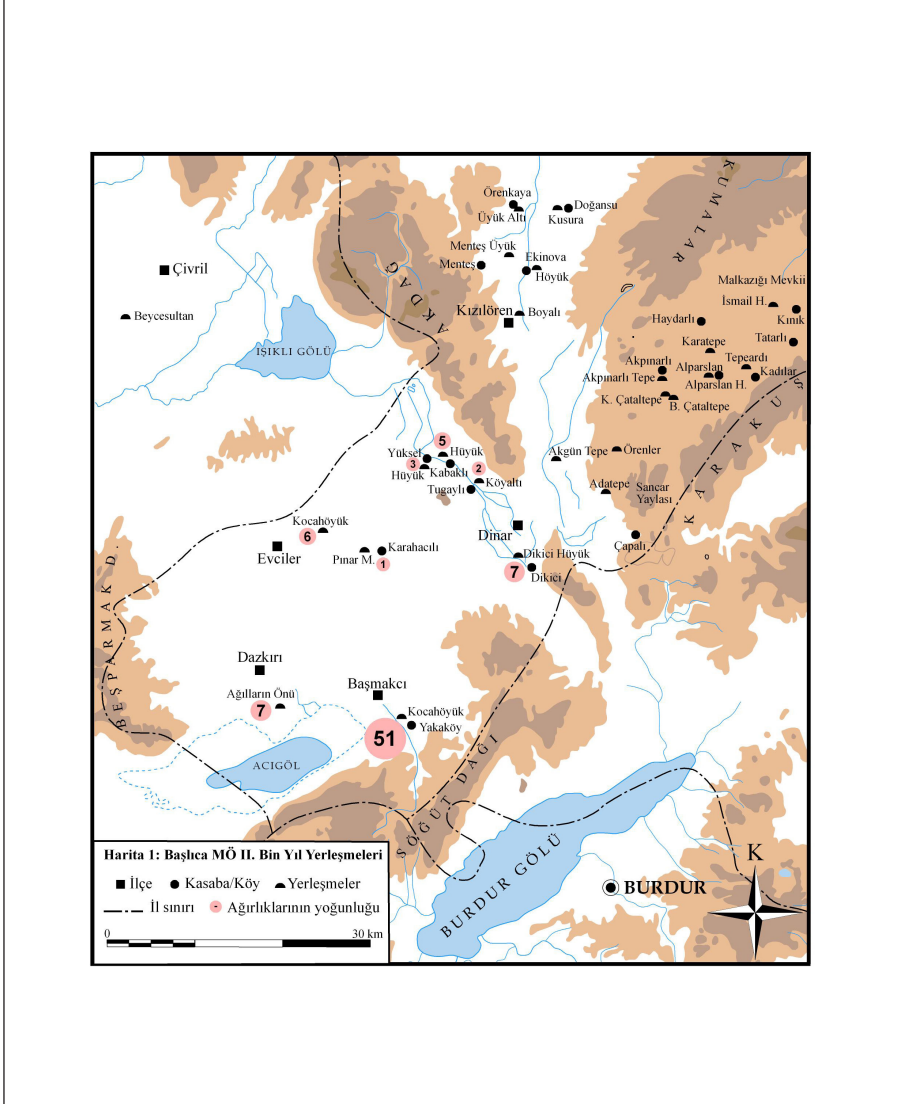 KUMALAR
Örenkaya
Üyük Altı
Doğansu
Kusura
Menteş Üyük
Menteş
Ekinova
Höyük
AKDAĞ
Çivril
Malkazığı Mevkii
İsmail H.
Kınık
Beycesultan
Kızılören
Boyalı
Haydarlı
Tatarlı
Karatepe
IŞIKLI GÖLÜ
Akpınarlı
Alparslan
Tepeardı
Akpınarlı Tepe
Kadılar
Alparslan H.
K. Çataltepe
B. Çataltepe
KARAKUŞ
5
Yüksel
Hüyük
3
Hüyük
Kabaklı
2
Köyaltı
Tugaylı
Akgün Tepe
Örenler
Adatepe
Sancar
Yaylası
Kocahöyük
6
Evciler
Pınar M.
Karahacılı
1
Dinar
Dikici Hüyük
7
Dikici
Çapalı
BEŞPARMAK D.
Dazkırı
Ağılların Önü
7
Başmakcı
Kocahöyük
Yakaköy
51
ACIGÖL
SÖĞÜT DAĞI
BURDUR GÖLÜ
BURDUR
K
Harita 1: Başlıca MÖ II. Bin Yıl Yerleşmeleri
İlçe Kasaba/Köy Yerleşmeler
İl sınırı - Ağırlıklarının yoğunluğu
0 30 km